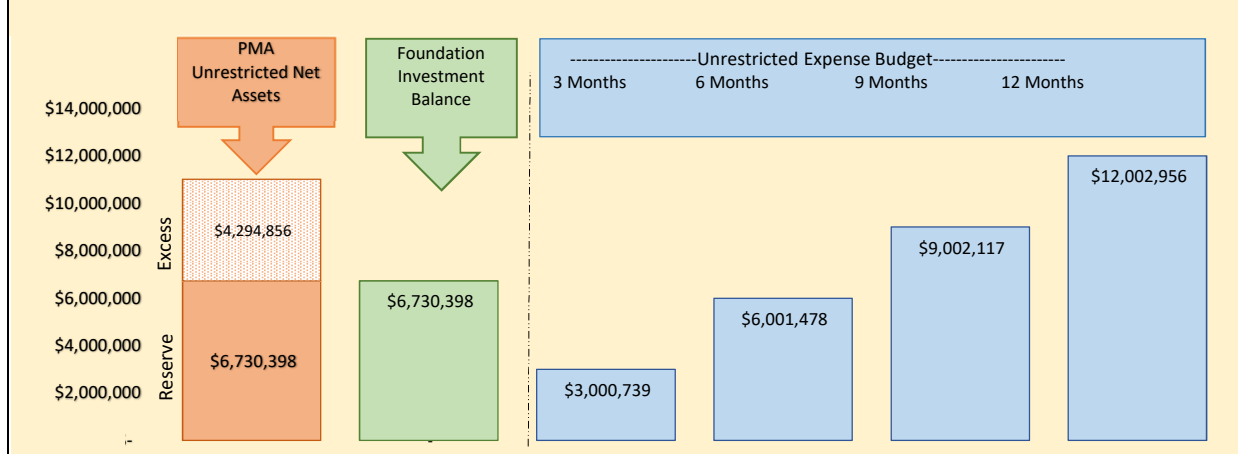 PMA
Unrestricted Net
Assets
Foundation
Investment
Balance
----------------------Unrestricted Expense Budget-----------------------
3 Months 6 Months 9 Months 12 Months
$14,000,000
$12,000,000
$10,000,000
$8,000,000
$6,000,000
$4,000,000
$2,000,000
-
Excess
Reserve
$4,294,856
$6,730,398
$6,730,398
-
$3,000,739
$6,001,478
$9,002,117
$12,002,956